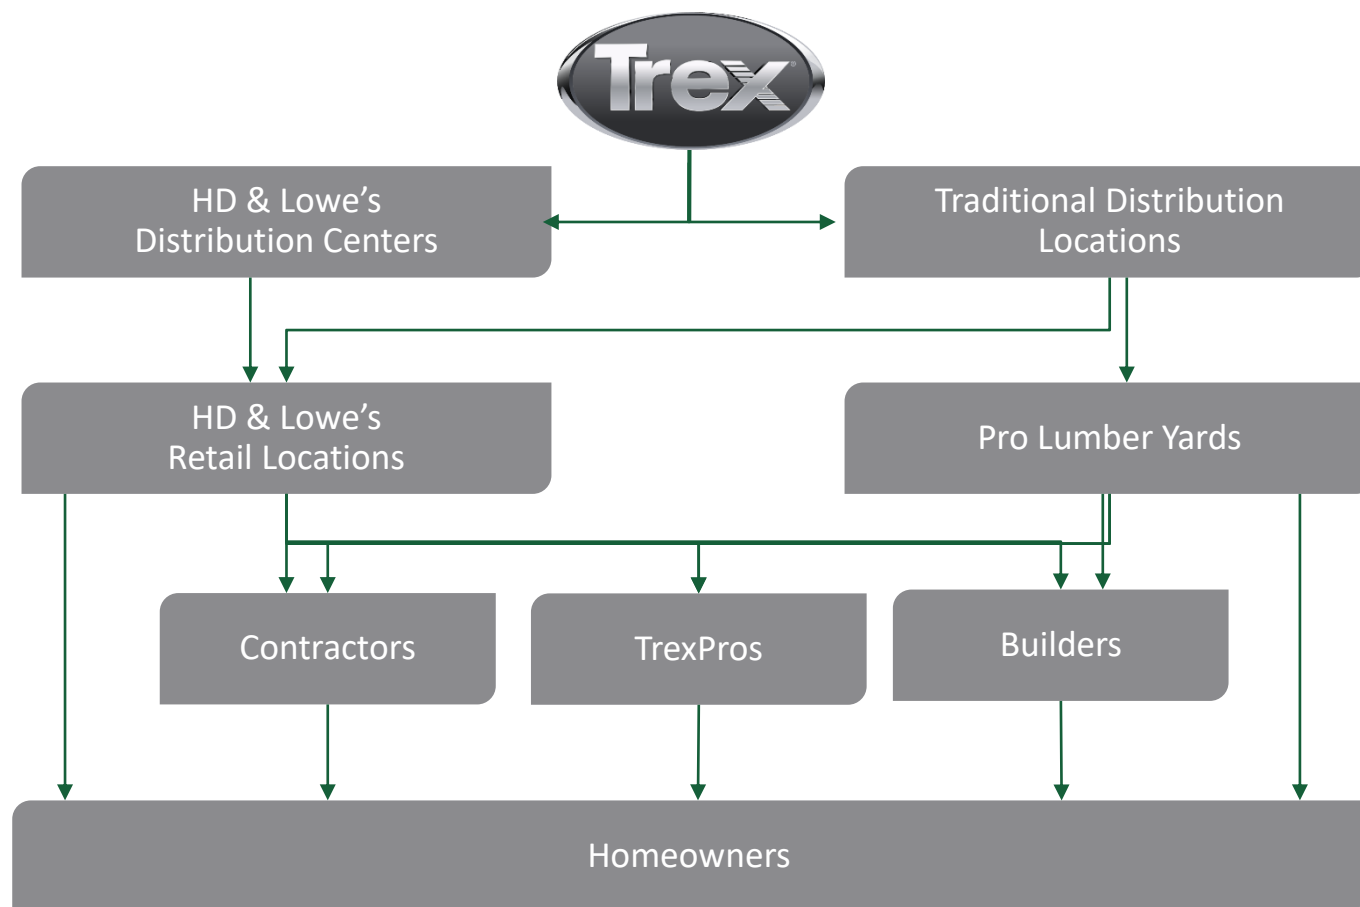 Trex
HD & Lowe’s
Distribution Centers
Traditional Distribution
Locations
HD & Lowe’s
Retail Locations
Pro Lumber Yards
Contractors
TrexPros
Builders
Homeowners